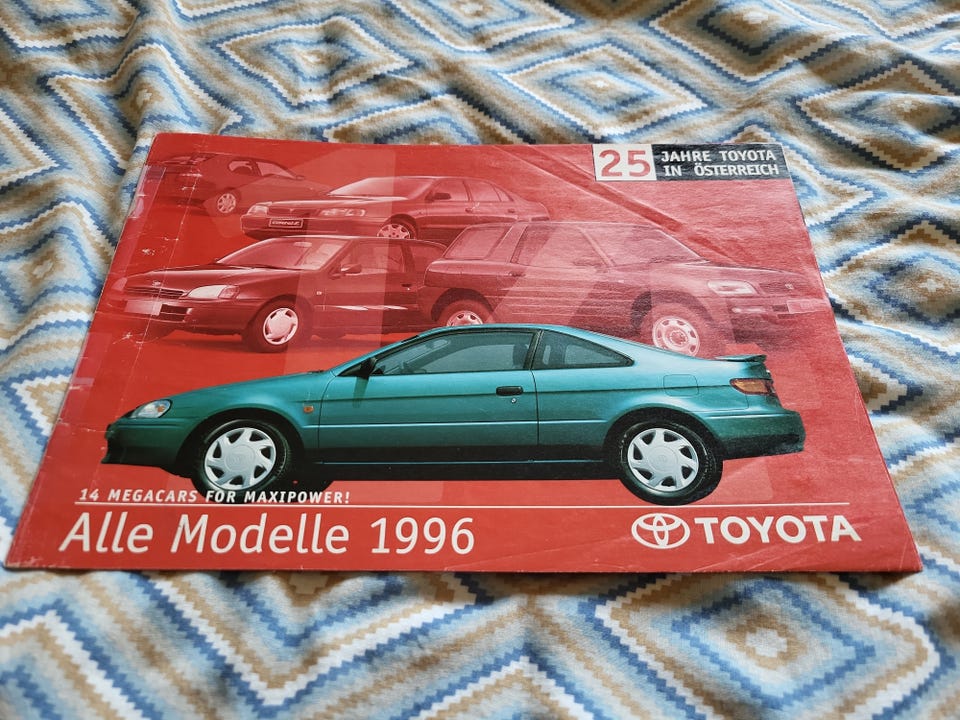 25 JAHRE TOYOTA
IN ÖSTERREICH
14 MEGACARS FOR MAXIPOWER!
Alle Modelle 1996
TOYOTA